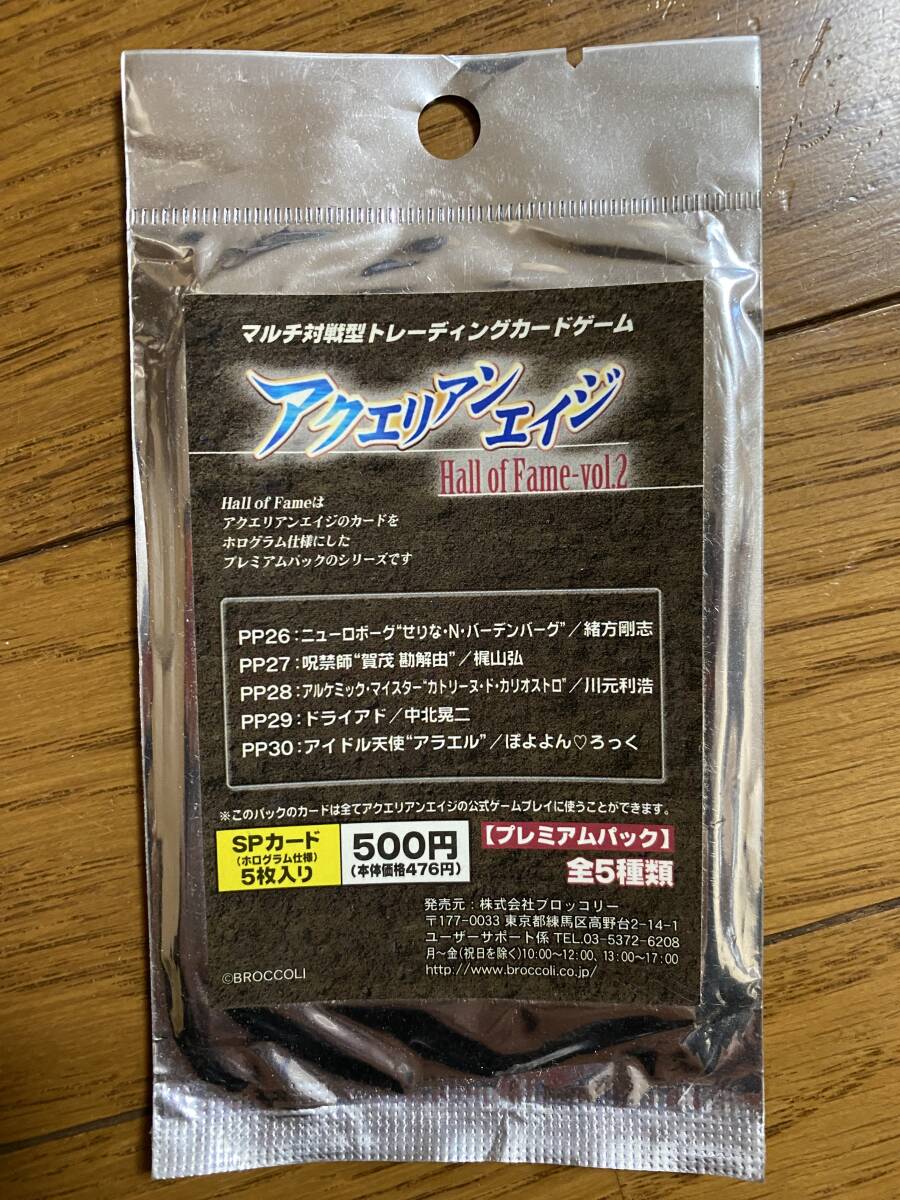 マルチ対戦型トレーディングカードゲーム
アクエリアンエイジ
Hall of Fame-vol.2
Hall of Fameは
アクエリアンエイジのカードを
ホログラム仕様にした
プレミアムパックのシリーズです
PP26:ニューロボーグ“せりな・N・バーデンバーグ”／緒方剛志
PP27:呪禁師“賀茂 勘解由”／梶山弘
PP28:アルケミック・マイスター“カトリーヌ・ド・カリオストロ”／川元利浩
PP29:ドライアド／中北晃二
PP30:アイドル天使“アラエル”／ぽよよん♡ろっく
※このパックのカードは全てアクエリアンエイジの公式ゲームプレイに使うことができます。
SPカード
(ホログラム仕様)
5枚入り
500円
(本体価格476円)
【プレミアムパック】
全5種類
発売元：株式会社ブロッコリー
〒177-0033 東京都練馬区高野台2-14-1
ユーザーサポート係 TEL.03-5372-6208
月〜金(祝日を除く)10:00〜12:00、13:00〜17:00
http://www.broccoli.co.jp/
©BROCCOLI